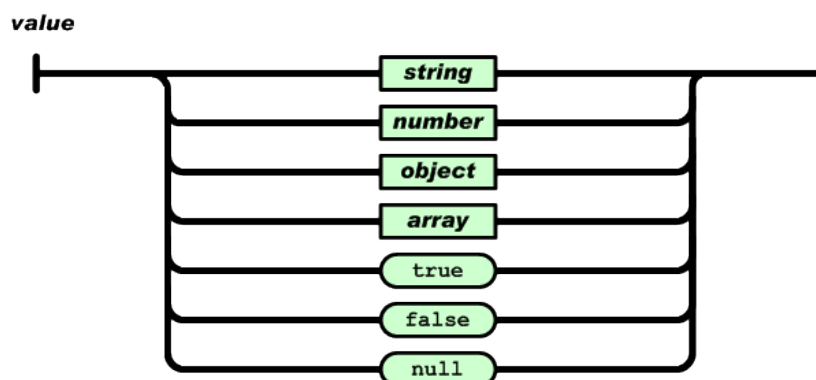 value
string
number
object
array
true
false
null